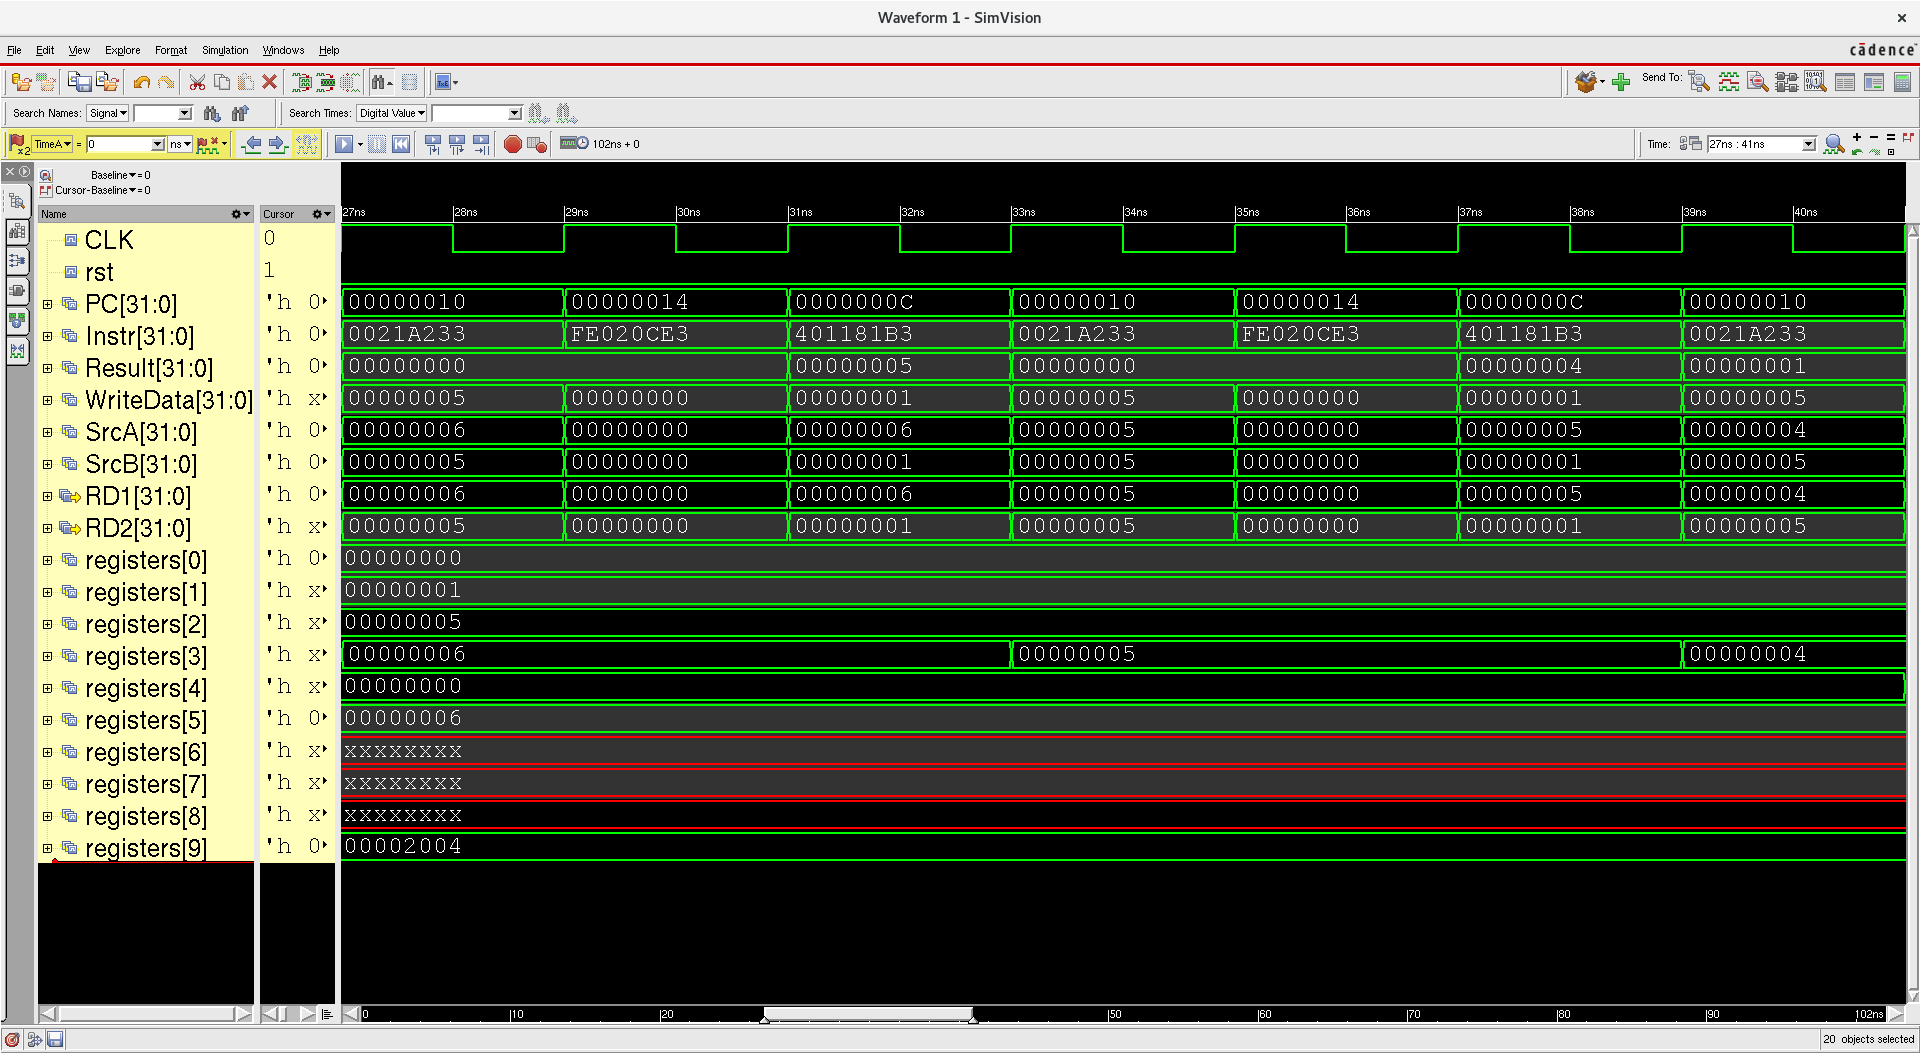 Waveform 1 - SimVision
File Edit View Explore Format Simulation Windows Help
cādence
Send To:
Search Names: Signal Search Times: Digital Value
x2 TimeA = 0 ns 102ns + 0 Time: 27ns : 41ns
Baseline = 0
Cursor-Baseline = 0
Name Cursor 27ns 28ns 29ns 30ns 31ns 32ns 33ns 34ns 35ns 36ns 37ns 38ns 39ns 40ns
CLK 0
rst 1
PC[31:0] 'h 0 00000010 00000014 0000000C 00000010 00000014 0000000C 00000010
Instr[31:0] 'h 0 0021A233 FE020CE3 401181B3 0021A233 FE020CE3 401181B3 0021A233
Result[31:0] 'h 0 00000000 00000005 00000000 00000004 00000001
WriteData[31:0] 'h x 00000005 00000000 00000001 00000005 00000000 00000001 00000005
SrcA[31:0] 'h 0 00000006 00000000 00000006 00000005 00000000 00000005 00000004
SrcB[31:0] 'h 0 00000005 00000000 00000001 00000005 00000000 00000001 00000005
RD1[31:0] 'h 0 00000006 00000000 00000006 00000005 00000000 00000005 00000004
RD2[31:0] 'h x 00000005 00000000 00000001 00000005 00000000 00000001 00000005
registers[0] 'h 0 00000000
registers[1] 'h x 00000001
registers[2] 'h x 00000005
registers[3] 'h x 00000006 00000005 00000004
registers[4] 'h x 00000000
registers[5] 'h 0 00000006
registers[6] 'h x xxxxxxxx
registers[7] 'h x xxxxxxxx
registers[8] 'h x xxxxxxxx
registers[9] 'h 0 00002004
0 10 20 50 60 70 80 90 102ns
20 objects selected